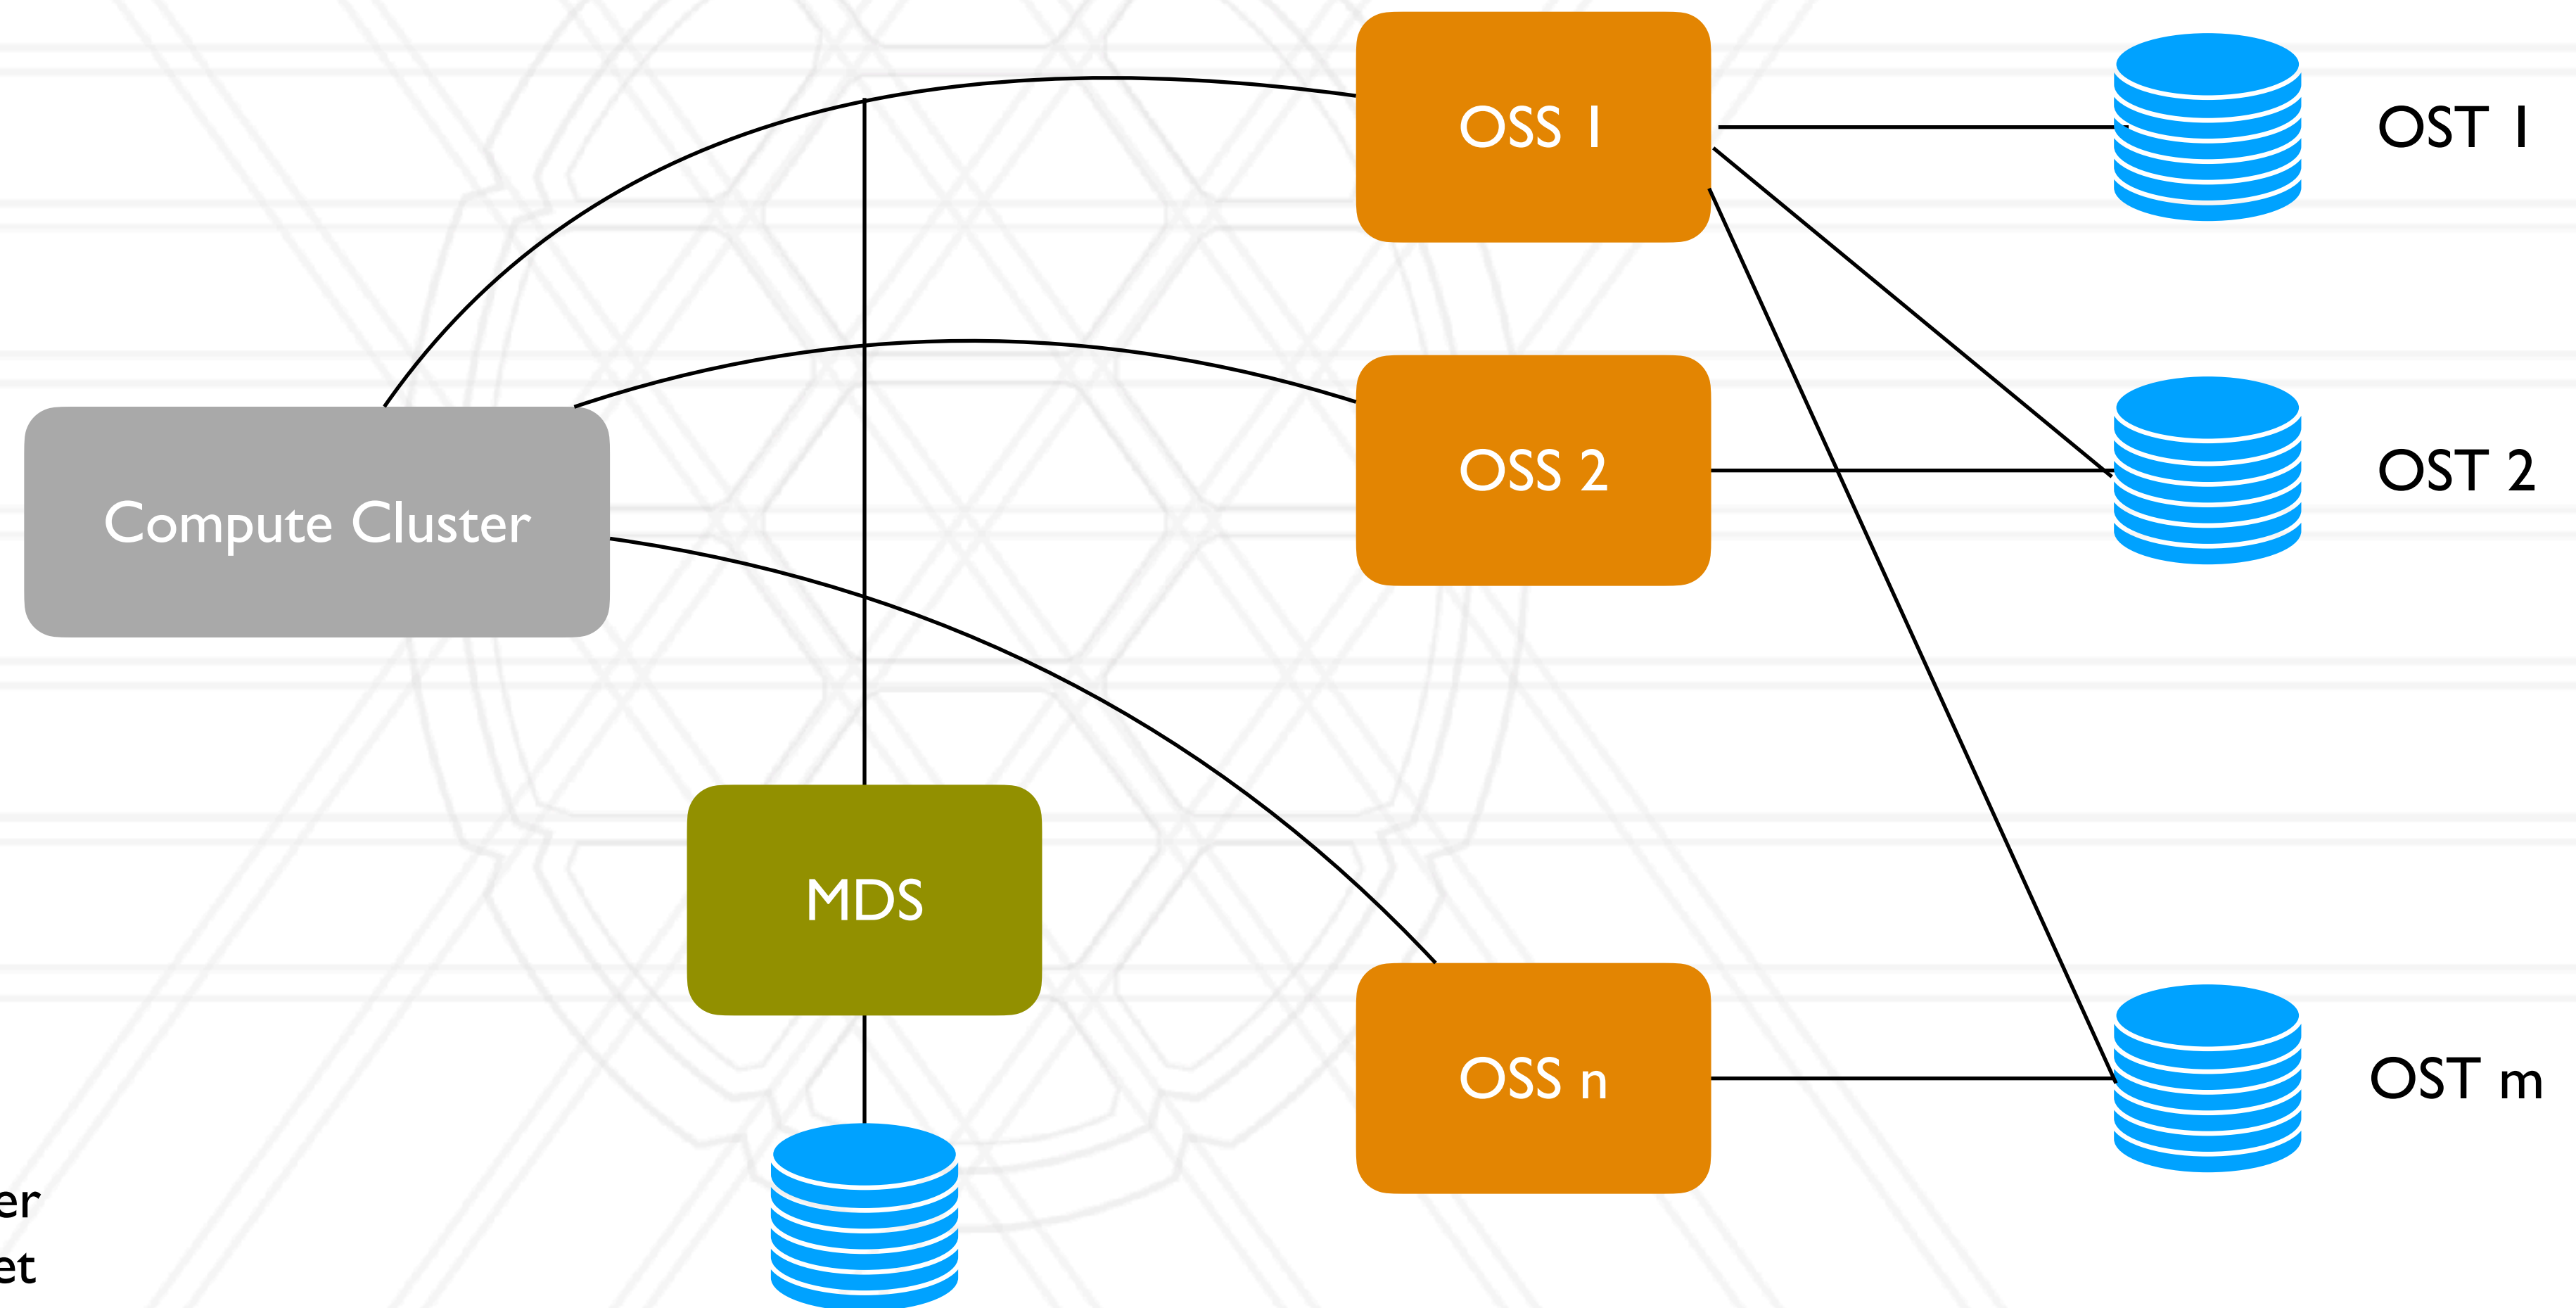 OSS 1
OST 1
OSS 2
OST 2
Compute Cluster
MDS
OSS n
OST m
er
et